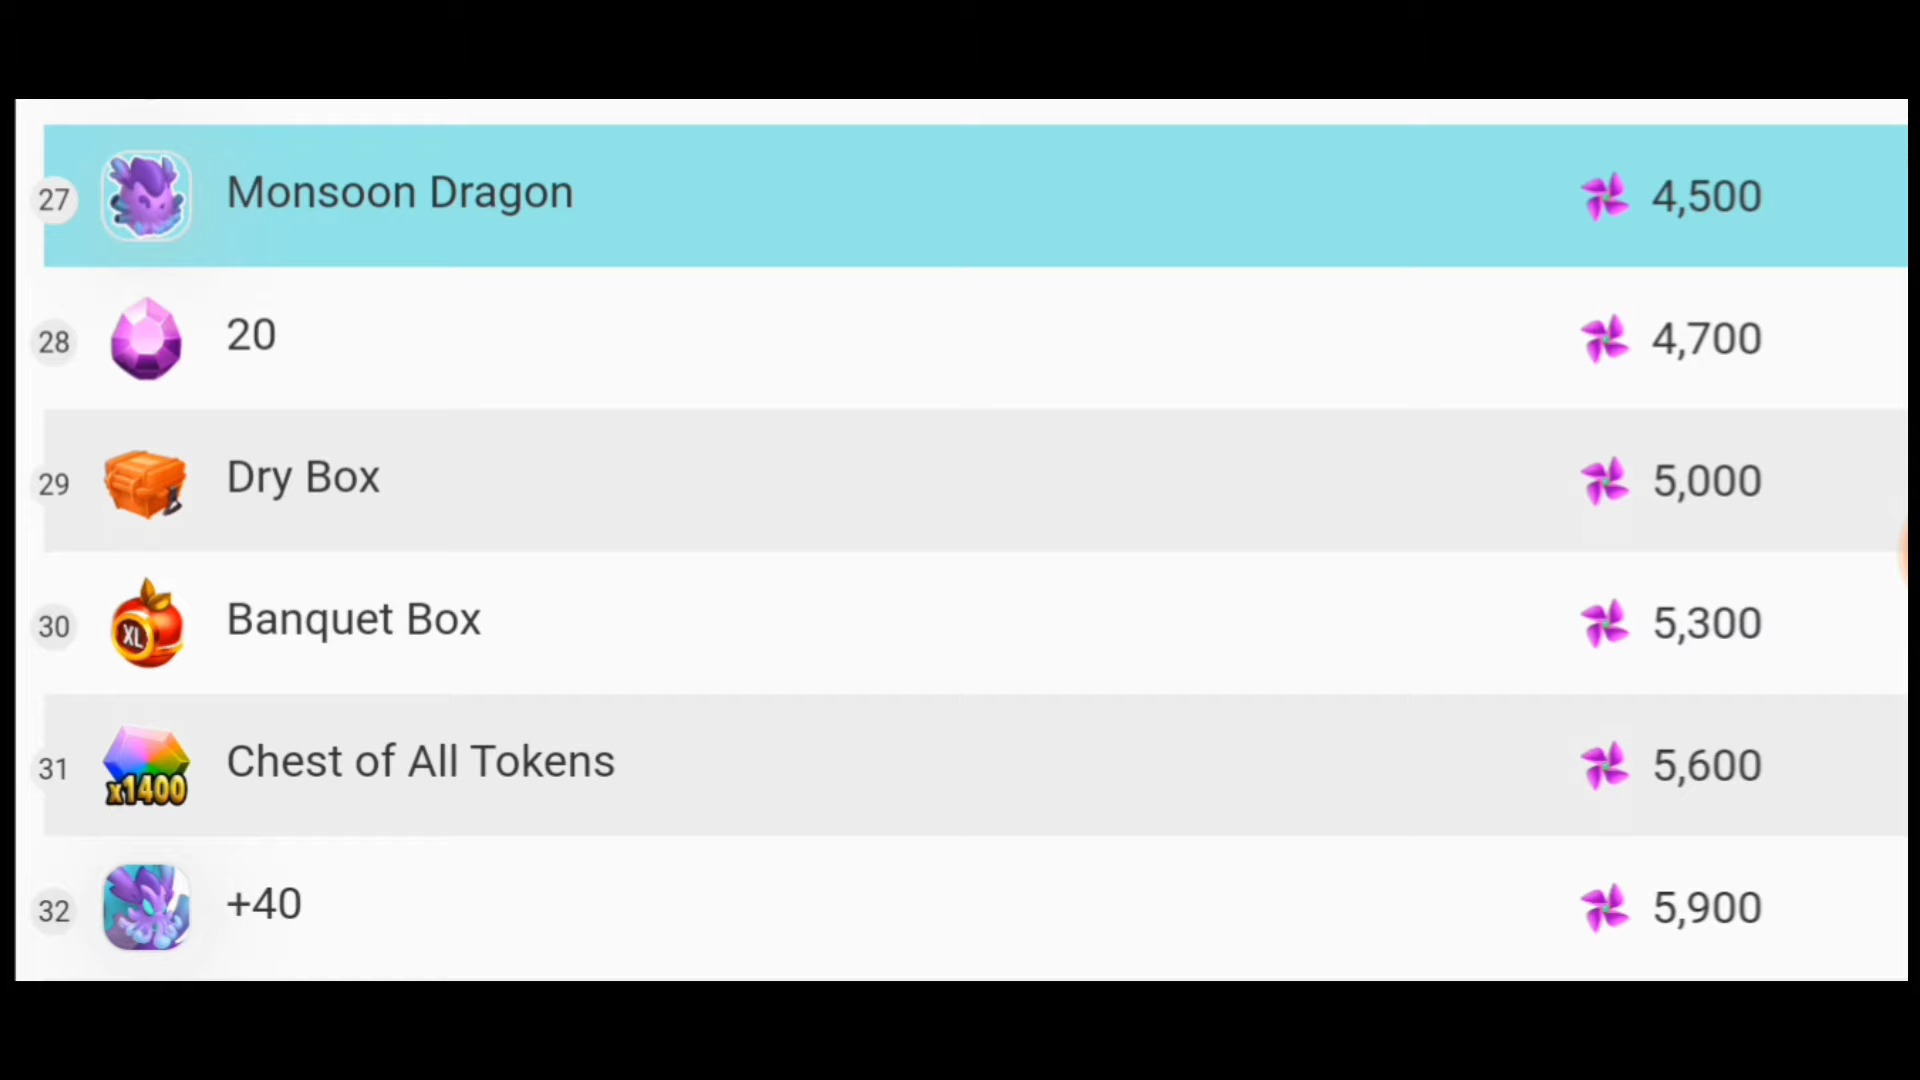 27 Monsoon Dragon 4,500
28 20 4,700
29 Dry Box 5,000
30 XL Banquet Box 5,300
31 x1400 Chest of All Tokens 5,600
32 +40 5,900